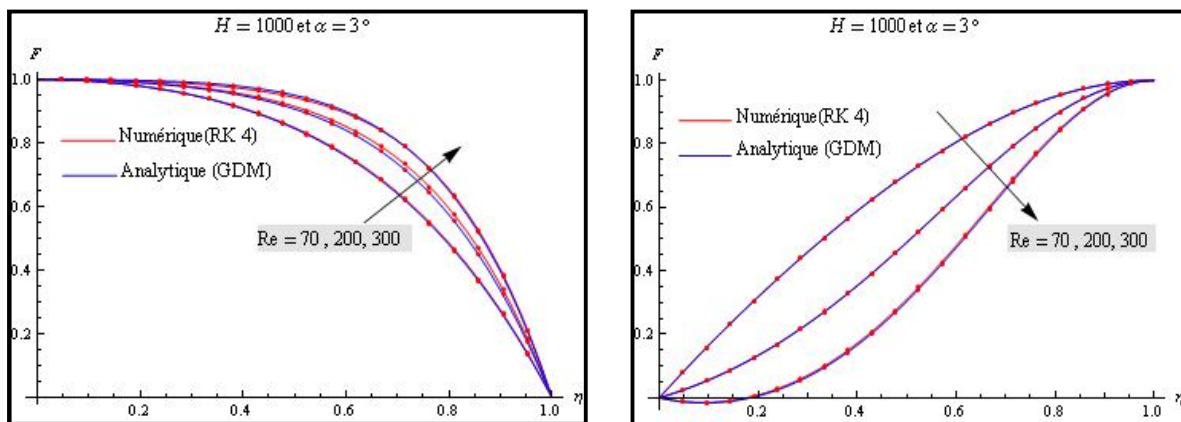 H = 1000 et α = 3°
F
1.0
0.8
0.6
0.4
0.2
Numérique(RK 4)
Analytique (GDM)
Re = 70 , 200, 300
0.2
0.4
0.6
0.8
1.0
η
H = 1000 et α = 3°
F
1.0
0.8
0.6
0.4
0.2
Numérique(RK 4)
Analytique (GDM)
Re = 70 , 200, 300
0.2
0.4
0.6
0.8
1.0
η